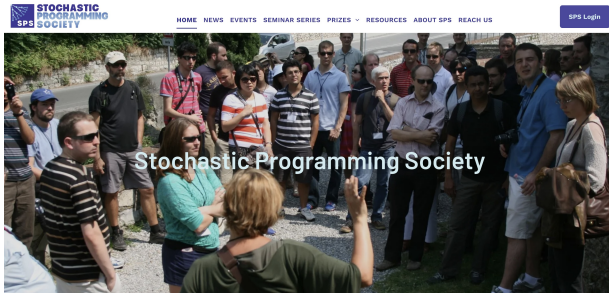 SPS
STOCHASTIC
PROGRAMMING
SOCIETY
HOME NEWS EVENTS SEMINAR SERIES PRIZES RESOURCES ABOUT SPS REACH US
SPS Login
Stochastic Programming Society